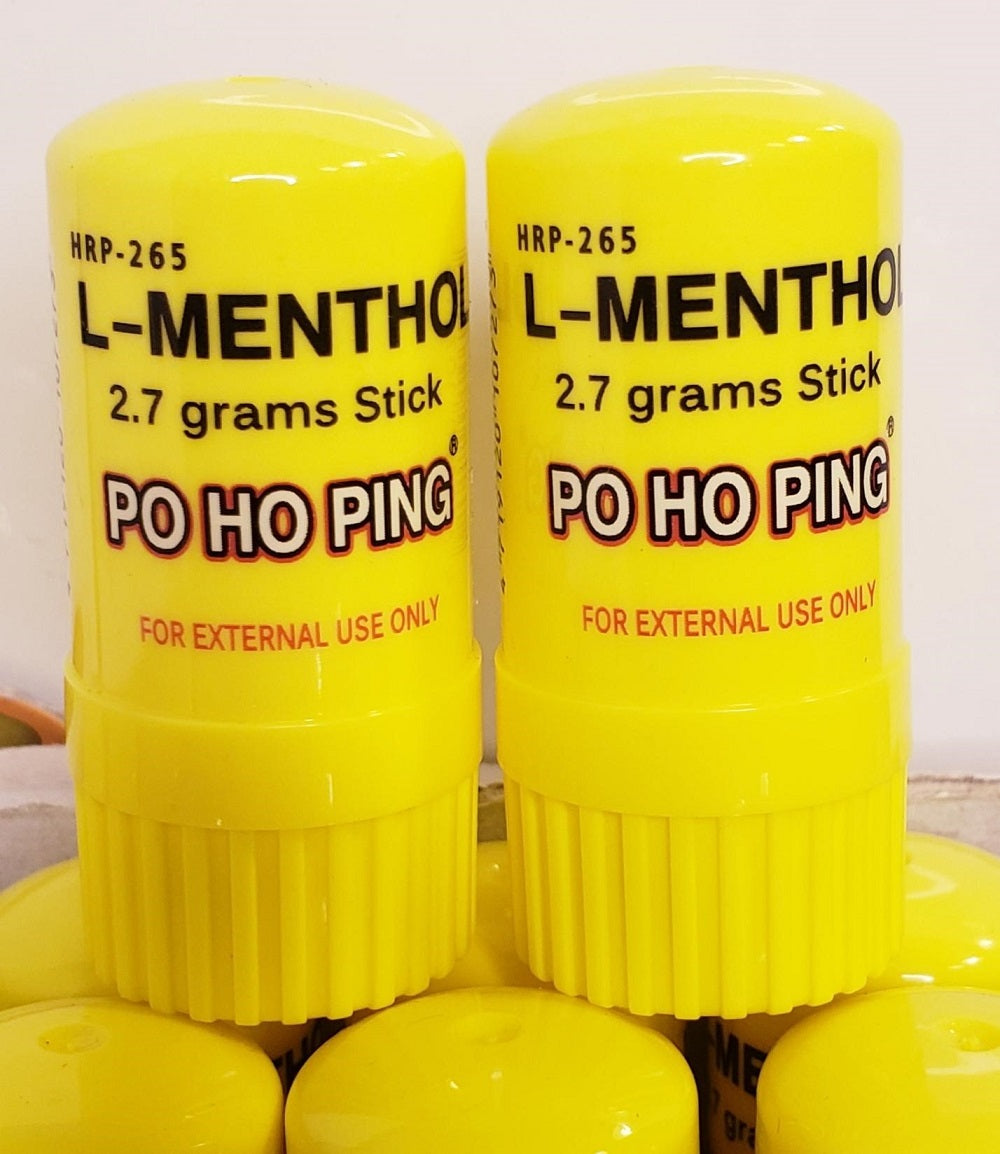 HRP-265
L-MENTHOL
2.7 grams Stick
PO HO PING®
FOR EXTERNAL USE ONLY
HRP-265
L-MENTHOL
2.7 grams Stick
PO HO PING®
FOR EXTERNAL USE ONLY